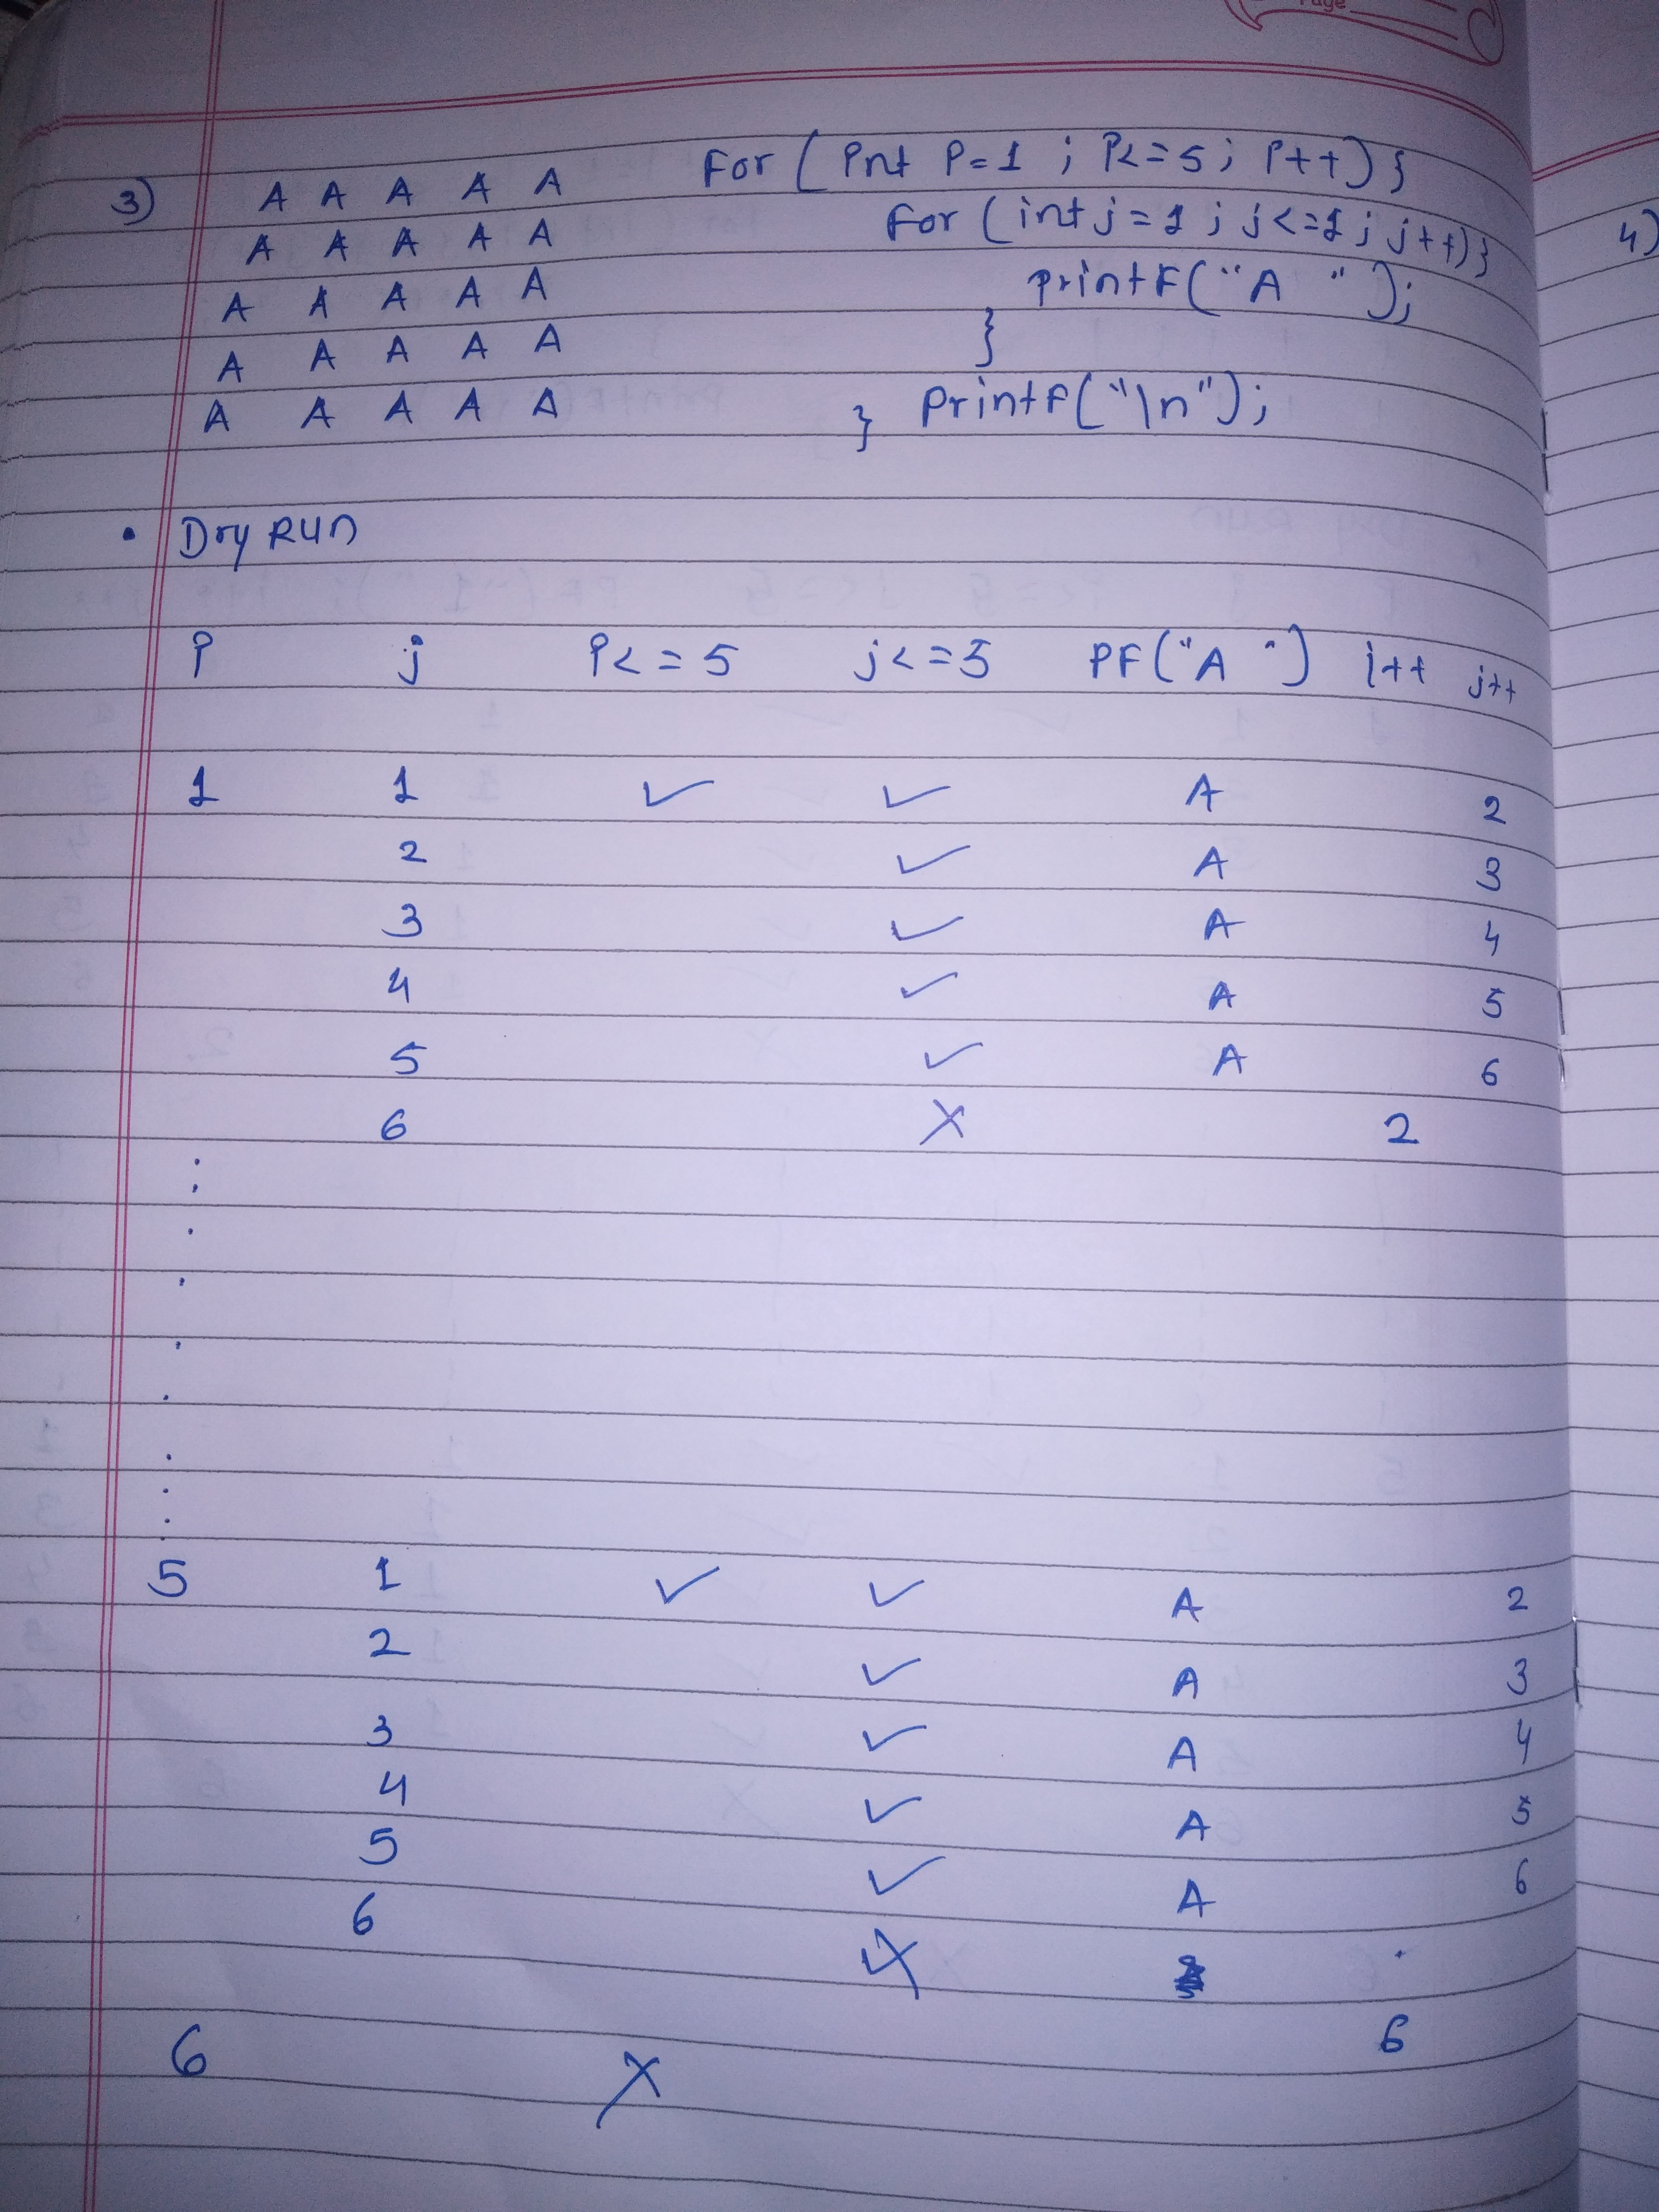 Page
3) A A A A A For ( int i=1 ; i<=5; i++) }
A A A A A For ( int j=1 ; j<=1; j++) }
A A A A A printf("A ");
A A A A A }
A A A A A } printf("\n");
4)
• Dry RUN
i j i<=5 j<=5 PF("A ") i++ j++
1 1 ✓ ✓ A 2
2 ✓ A 3
3 ✓ A 4
4 ✓ A 5
5 ✓ A 6
6 X 2
5 1 ✓ ✓ A 2
2 ✓ A 3
3 ✓ A 4
4 ✓ A 5
5 ✓ A 6
6 X
6
6 X